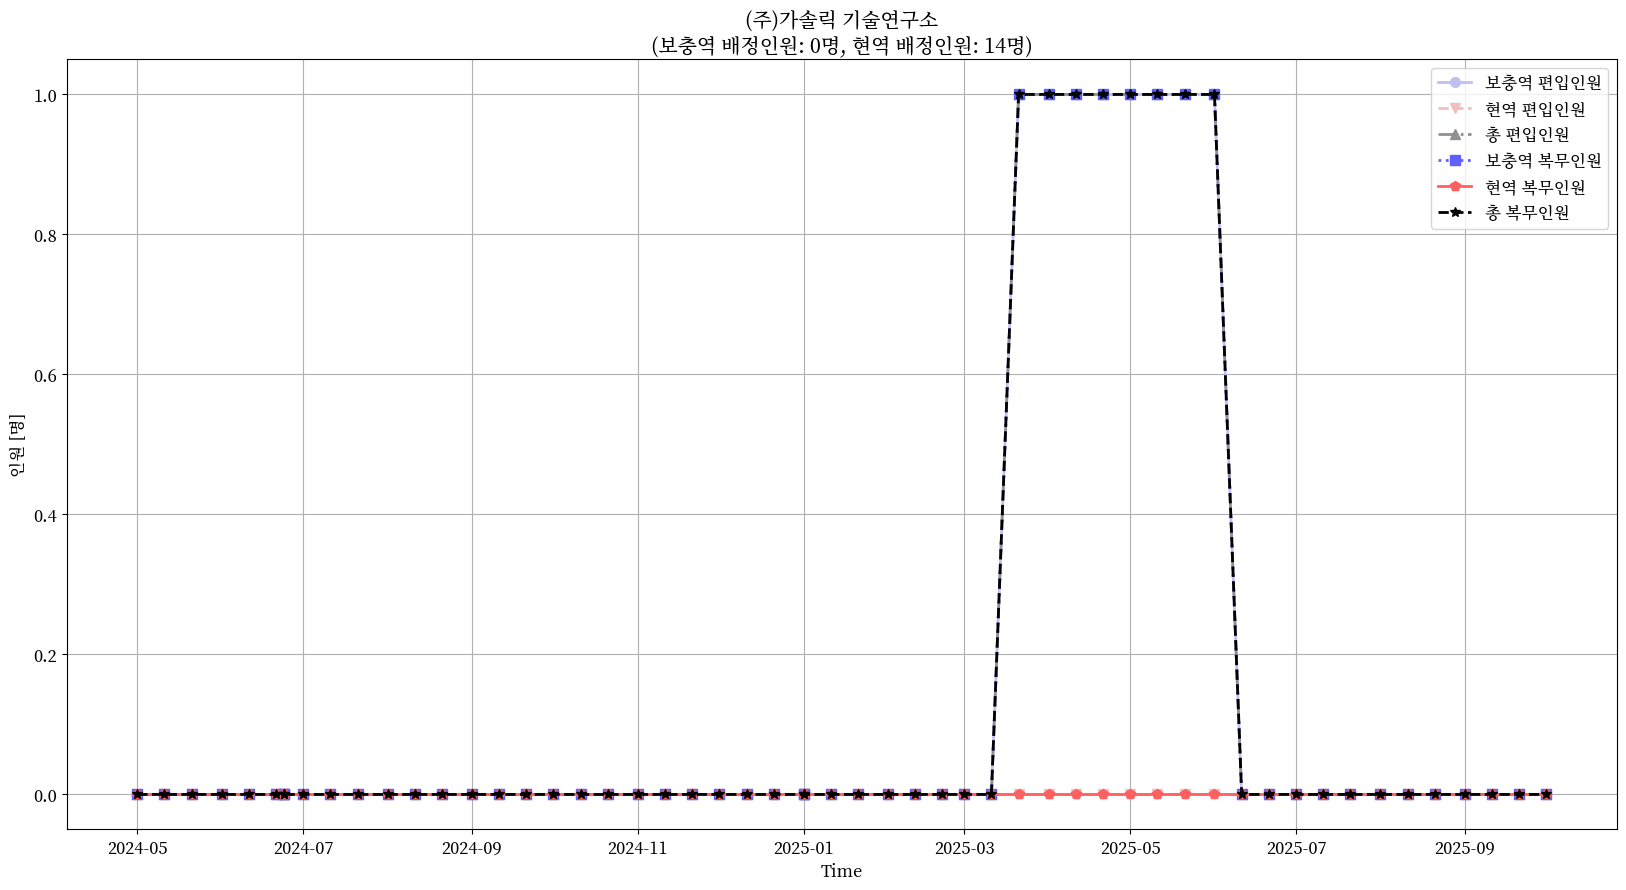 (주)가솔릭 기술연구소
(보충역 배정인원: 0명, 현역 배정인원: 14명)
보충역 편입인원
현역 편입인원
총 편입인원
보충역 복무인원
현역 복무인원
총 복무인원
인원 [명]
1.0
0.8
0.6
0.4
0.2
0.0
2024-05 2024-07 2024-09 2024-11 2025-01 2025-03 2025-05 2025-07 2025-09
Time